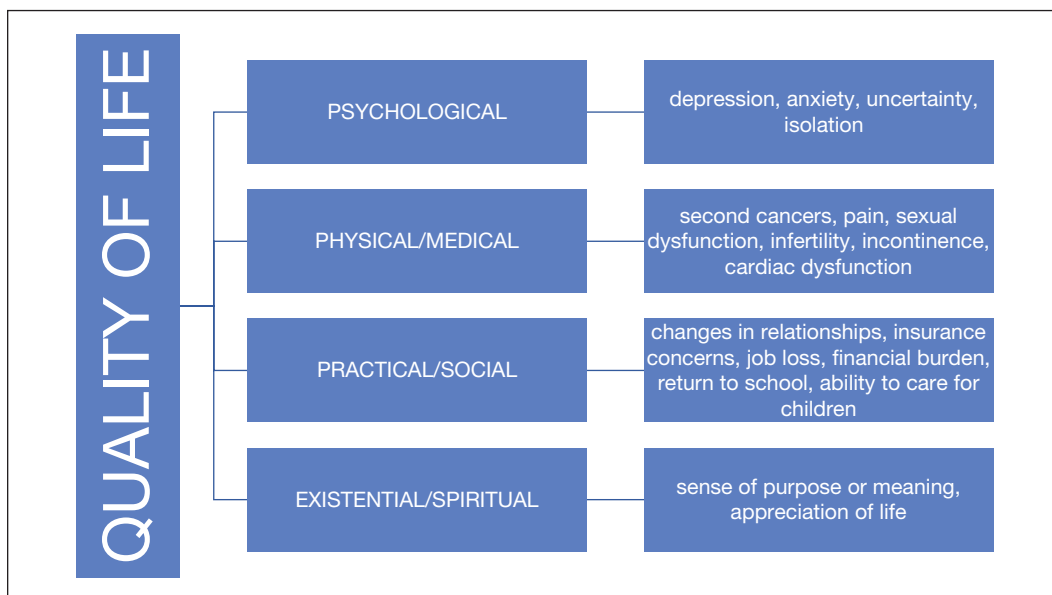 QUALITY OF LIFE
PSYCHOLOGICAL
depression, anxiety, uncertainty,
isolation
PHYSICAL/MEDICAL
second cancers, pain, sexual
dysfunction, infertility, incontinence,
cardiac dysfunction
PRACTICAL/SOCIAL
changes in relationships, insurance
concerns, job loss, financial burden,
return to school, ability to care for
children
EXISTENTIAL/SPIRITUAL
sense of purpose or meaning,
appreciation of life